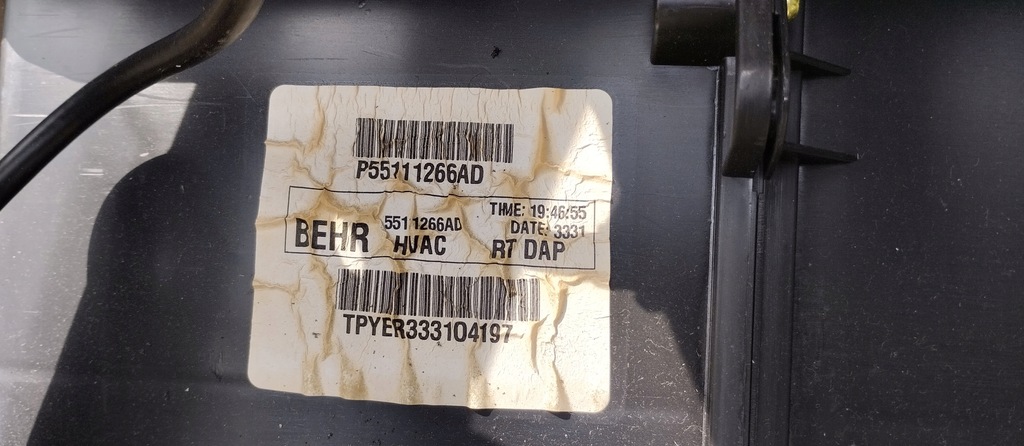 P55111266AD
BEHR
55111266AD
HVAC
TIME: 19:46:55
DATE: 3331
RT DAP
TPYER333104197